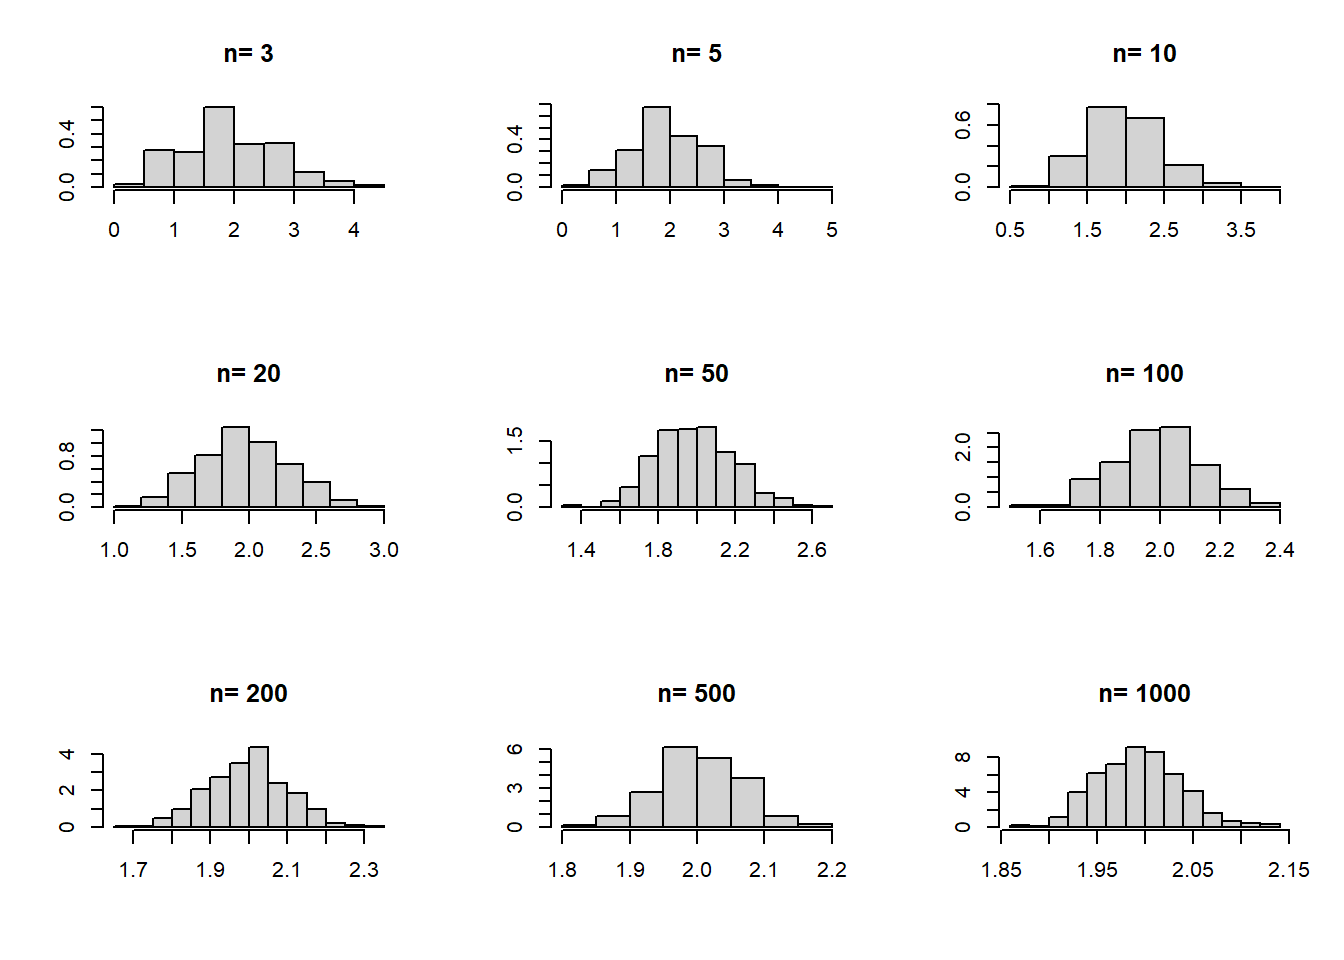 n= 3
0.0 0.4
0 1 2 3 4
n= 5
0.0 0.4
0 1 2 3 4 5
n= 10
0.0 0.6
0.5 1.5 2.5 3.5
n= 20
0.0 0.8
1.0 1.5 2.0 2.5 3.0
n= 50
0.0 1.5
1.4 1.8 2.2 2.6
n= 100
0.0 2.0
1.6 1.8 2.0 2.2 2.4
n= 200
0 2 4
1.7 1.9 2.1 2.3
n= 500
0 3 6
1.8 1.9 2.0 2.1 2.2
n= 1000
0 4 8
1.85 1.95 2.05 2.15